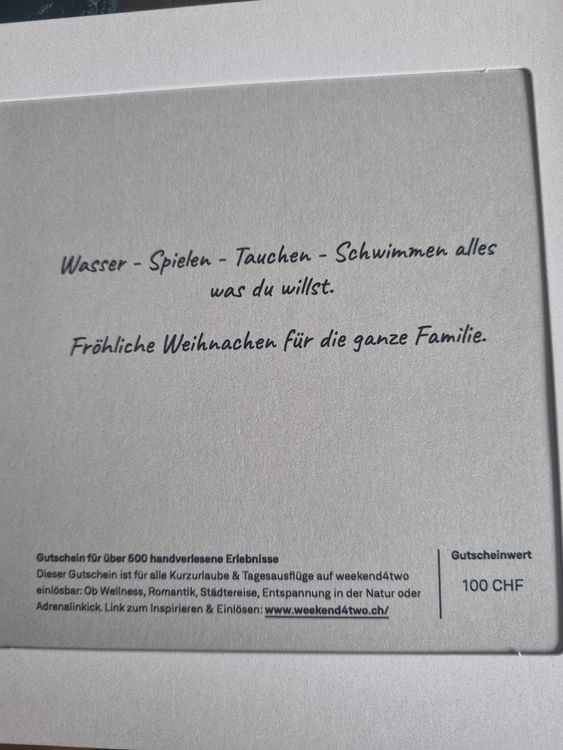 Wasser - Spielen - Tauchen - Schwimmen alles
was du willst.
Fröhliche Weihnachen für die ganze Familie.
Gutschein für über 500 handverlesene Erlebnisse
Dieser Gutschein ist für alle Kurzurlaube & Tagesausflüge auf weekend4two
einlösbar: Ob Wellness, Romantik, Städtereise, Entspannung in der Natur oder
Adrenalinkick. Link zum Inspirieren & Einlösen: www.weekend4two.ch/
Gutscheinwert
100 CHF